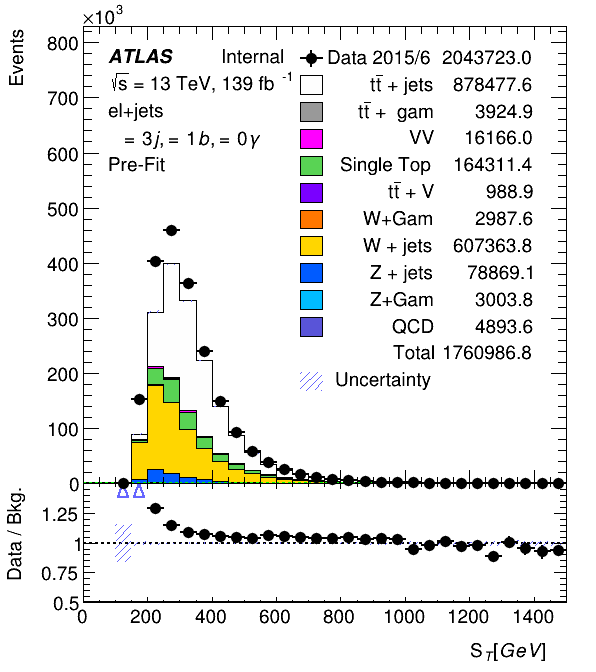 ×10³
Events
800
700
600
500
400
300
200
100
0
ATLAS Internal
√s = 13 TeV, 139 fb⁻¹
el+jets
= 3j, = 1b, = 0γ
Pre-Fit
Data 2015/6 2043723.0
tt̄ + jets 878477.6
tt̄ + gam 3924.9
VV 16166.0
Single Top 164311.4
tt̄ + V 988.9
W+Gam 2987.6
W + jets 607363.8
Z + jets 78869.1
Z+Gam 3003.8
QCD 4893.6
Total 1760986.8
Uncertainty
Data / Bkg.
1.25
1
0.75
0.5
0 200 400 600 800 1000 1200 1400
S_T[GeV]